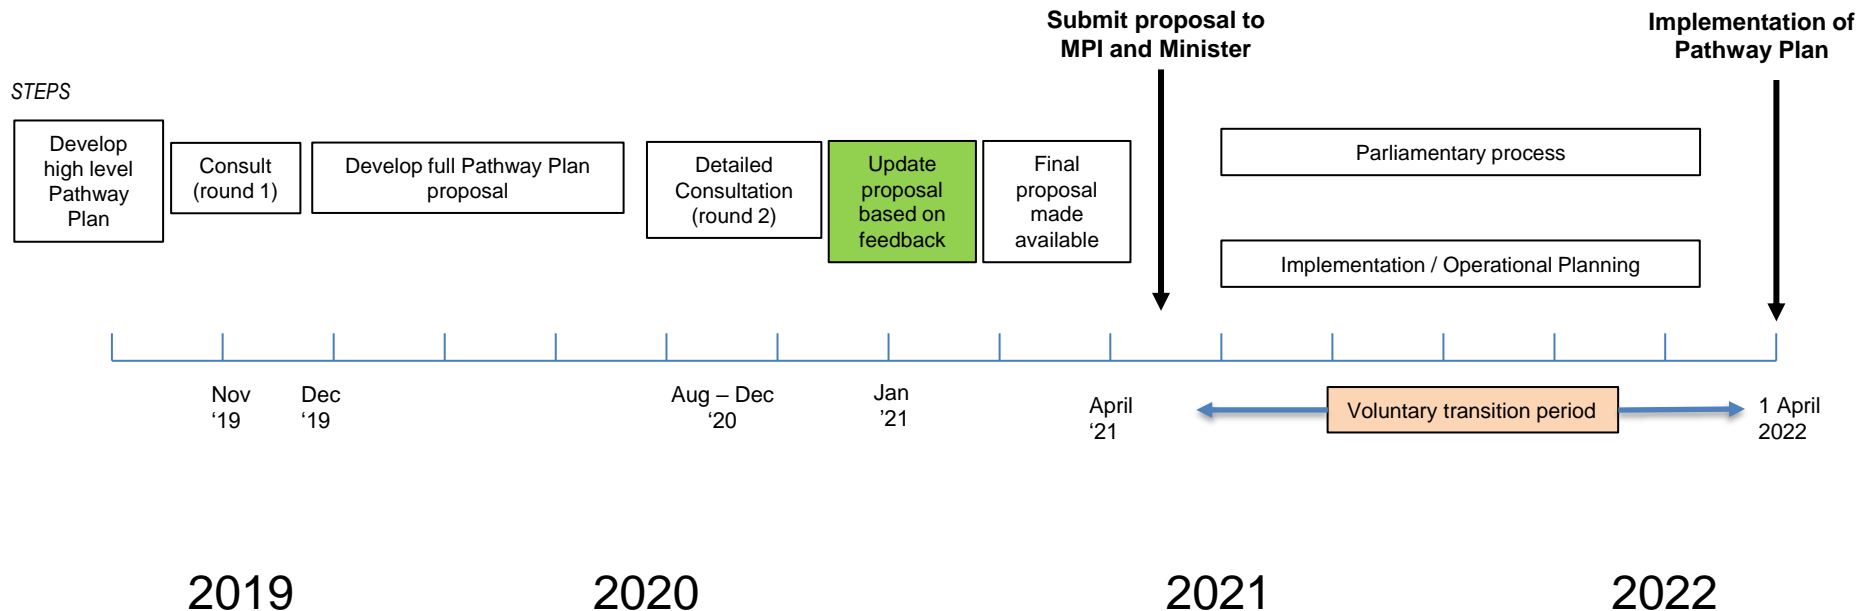 Submit proposal to
MPI and Minister
Implementation of
Pathway Plan
STEPS
Develop
high level
Pathway
Plan
Consult
(round 1)
Develop full Pathway Plan
proposal
Detailed
Consultation
(round 2)
Update
proposal
based on
feedback
Final
proposal
made
available
Parliamentary process
Implementation / Operational Planning
Nov
‘19
Dec
‘19
Aug – Dec
‘20
Jan
’21
April
‘21
Voluntary transition period
1 April
2022
2019
2020
2021
2022